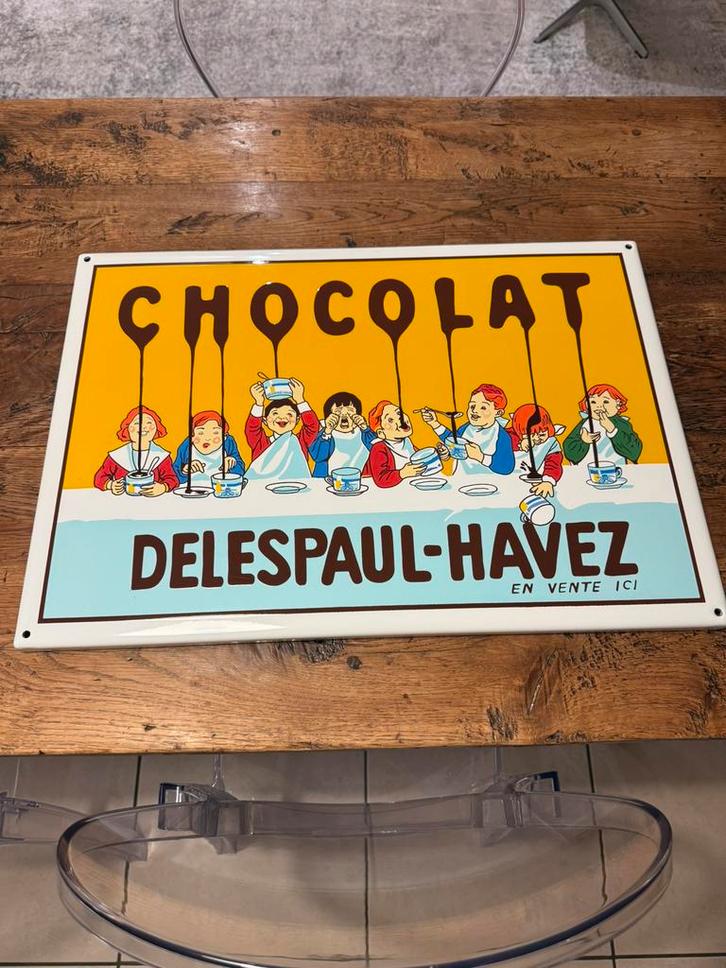 CHOCOLAT
DELESPAUL-HAVEZ
EN VENTE ICI